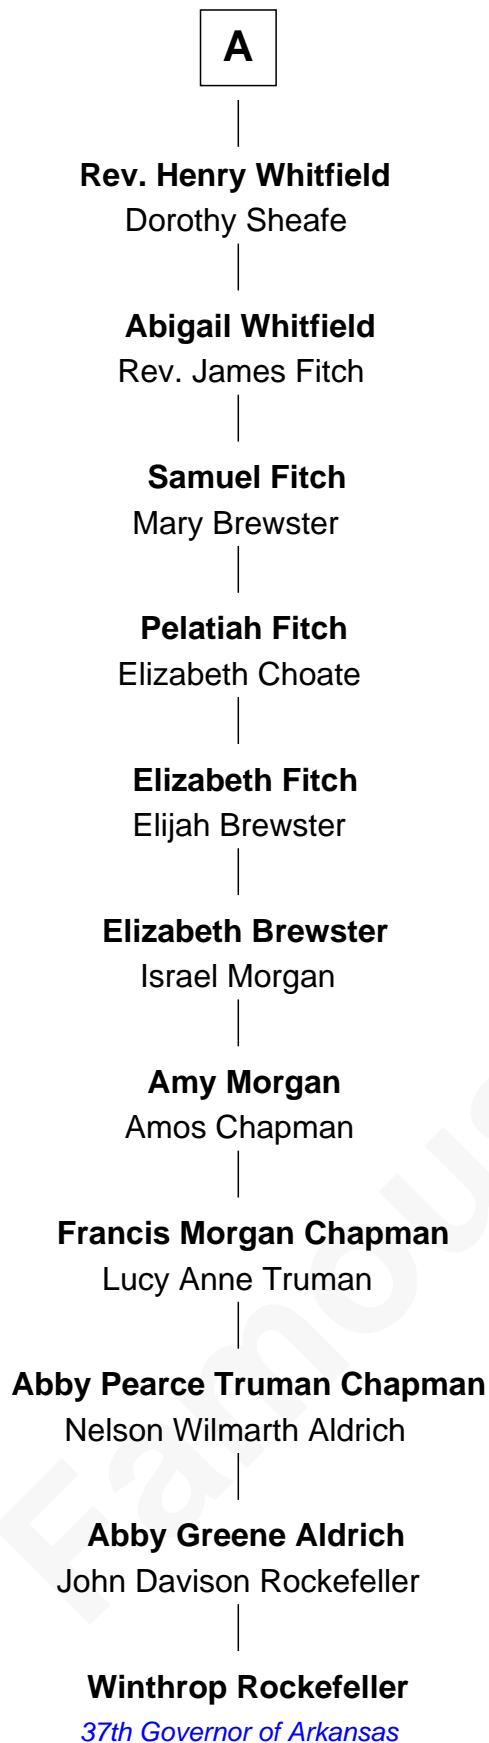 A
Rev. Henry Whitfield
Dorothy Sheafe
Abigail Whitfield
Rev. James Fitch
Samuel Fitch
Mary Brewster
Pelatiah Fitch
Elizabeth Choate
Elizabeth Fitch
Elijah Brewster
Elizabeth Brewster
Israel Morgan
Amy Morgan
Amos Chapman
Francis Morgan Chapman
Lucy Anne Truman
Abby Pearce Truman Chapman
Nelson Wilmarth Aldrich
Abby Greene Aldrich
John Davison Rockefeller
Winthrop Rockefeller
37th Governor of Arkansas
Famous